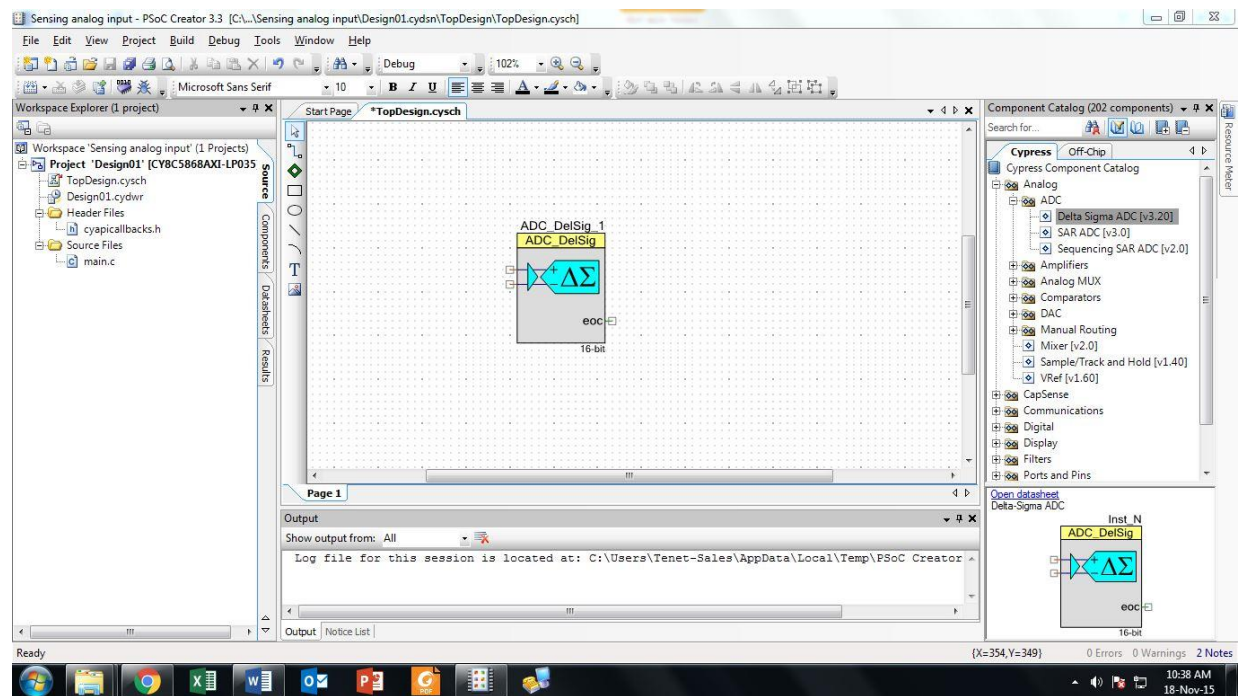 Sensing analog input - PSoC Creator 3.3 [C:\...\Sensing analog input\Design01.cydsn\TopDesign\TopDesign.cysch]
File Edit View Project Build Debug Tools Window Help
Debug 102%
Microsoft Sans Serif 10 B I U A
Workspace Explorer (1 project)
Workspace 'Sensing analog input' (1 Projects)
Project 'Design01' [CY8C5868AXI-LP035
TopDesign.cysch
Design01.cydwr
Header Files
cyapicallbacks.h
Source Files
main.c
Source
Components
Datasheets
Results
Start Page *TopDesign.cysch
T
ADC_DelSig_1
ADC_DelSig
ΔΣ
eoc
16-bit
Page 1
Output
Show output from: All
Log file for this session is located at: C:\Users\Tenet-Sales\AppData\Local\Temp\PSoC Creator
Output Notice List
Component Catalog (202 components)
Search for...
Cypress Off-Chip
Cypress Component Catalog
Analog
ADC
Delta Sigma ADC [v3.20]
SAR ADC [v3.0]
Sequencing SAR ADC [v2.0]
Amplifiers
Analog MUX
Comparators
DAC
Manual Routing
Mixer [v2.0]
Sample/Track and Hold [v1.40]
VRef [v1.60]
CapSense
Communications
Digital
Display
Filters
Ports and Pins
Open datasheet
Delta-Sigma ADC
Inst_N
ADC_DelSig
ΔΣ
eoc
16-bit
Resource Meter
Ready {X=354,Y=349} 0 Errors 0 Warnings 2 Notes
10:38 AM
18-Nov-15